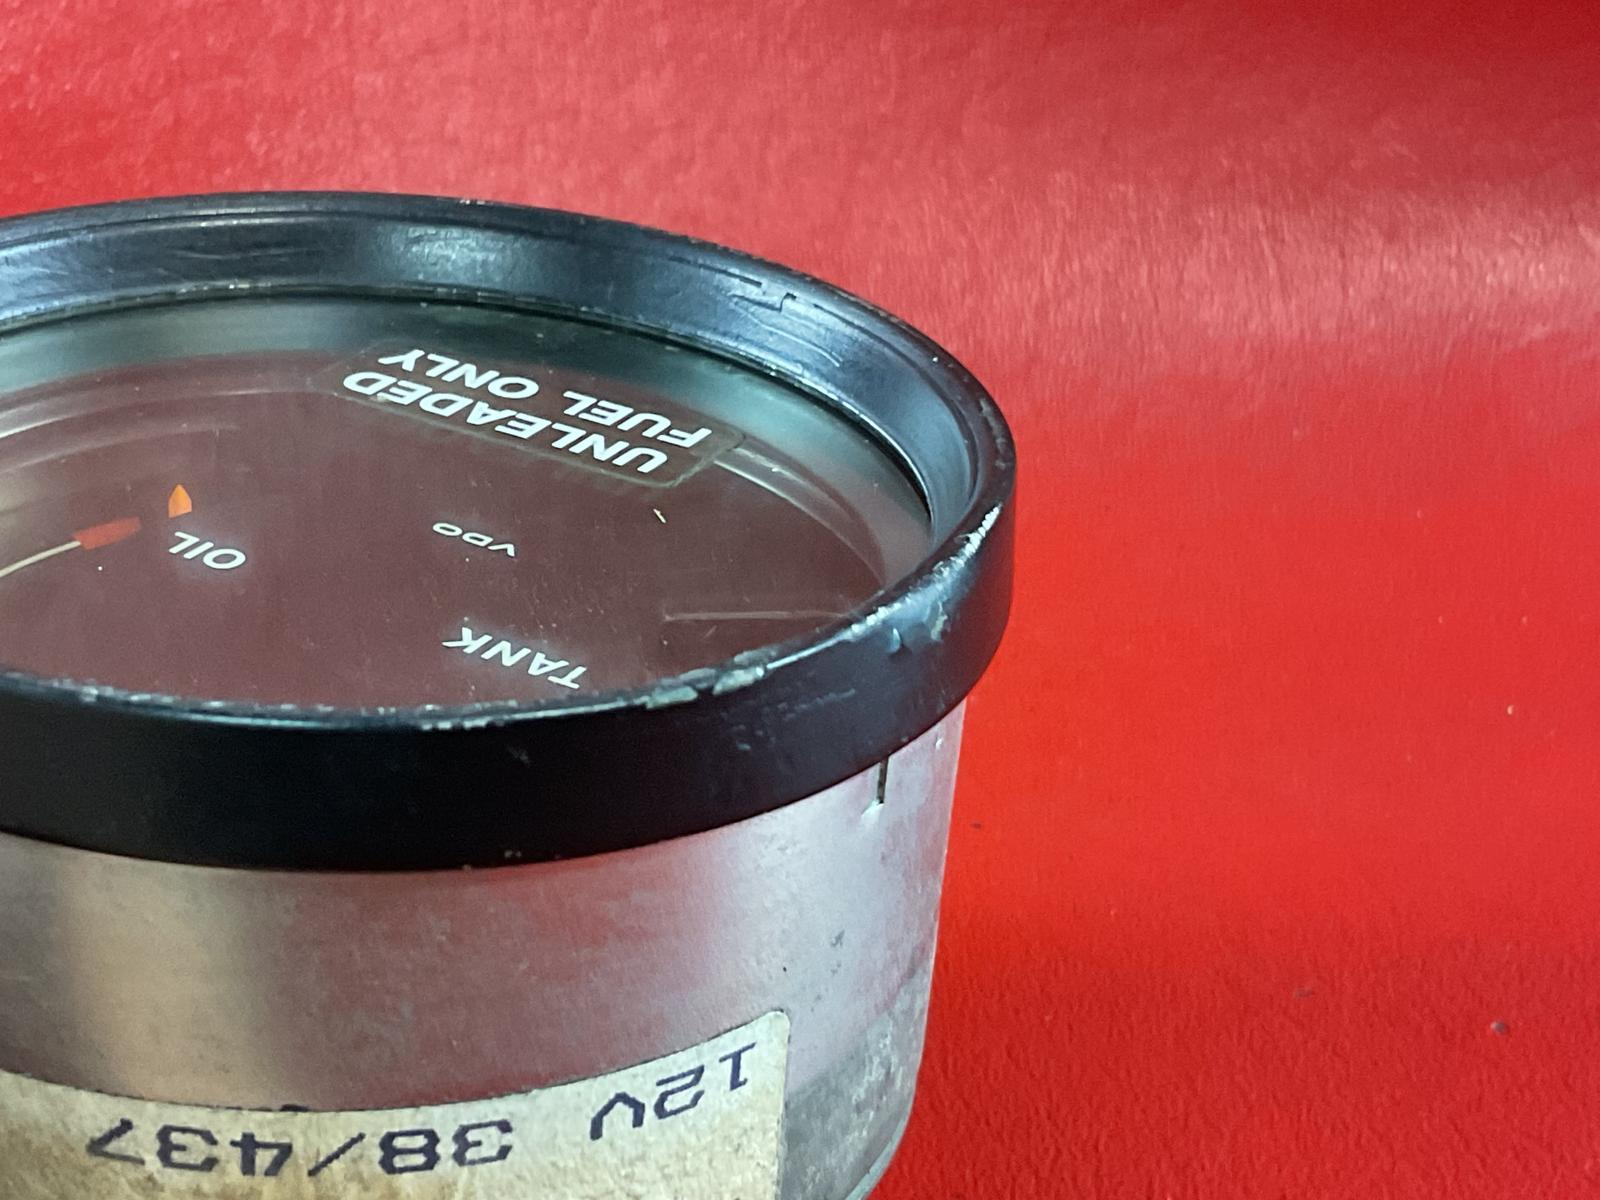 UNLEADED
FUEL ONLY
OIL
VDO
TANK
12V 38/437